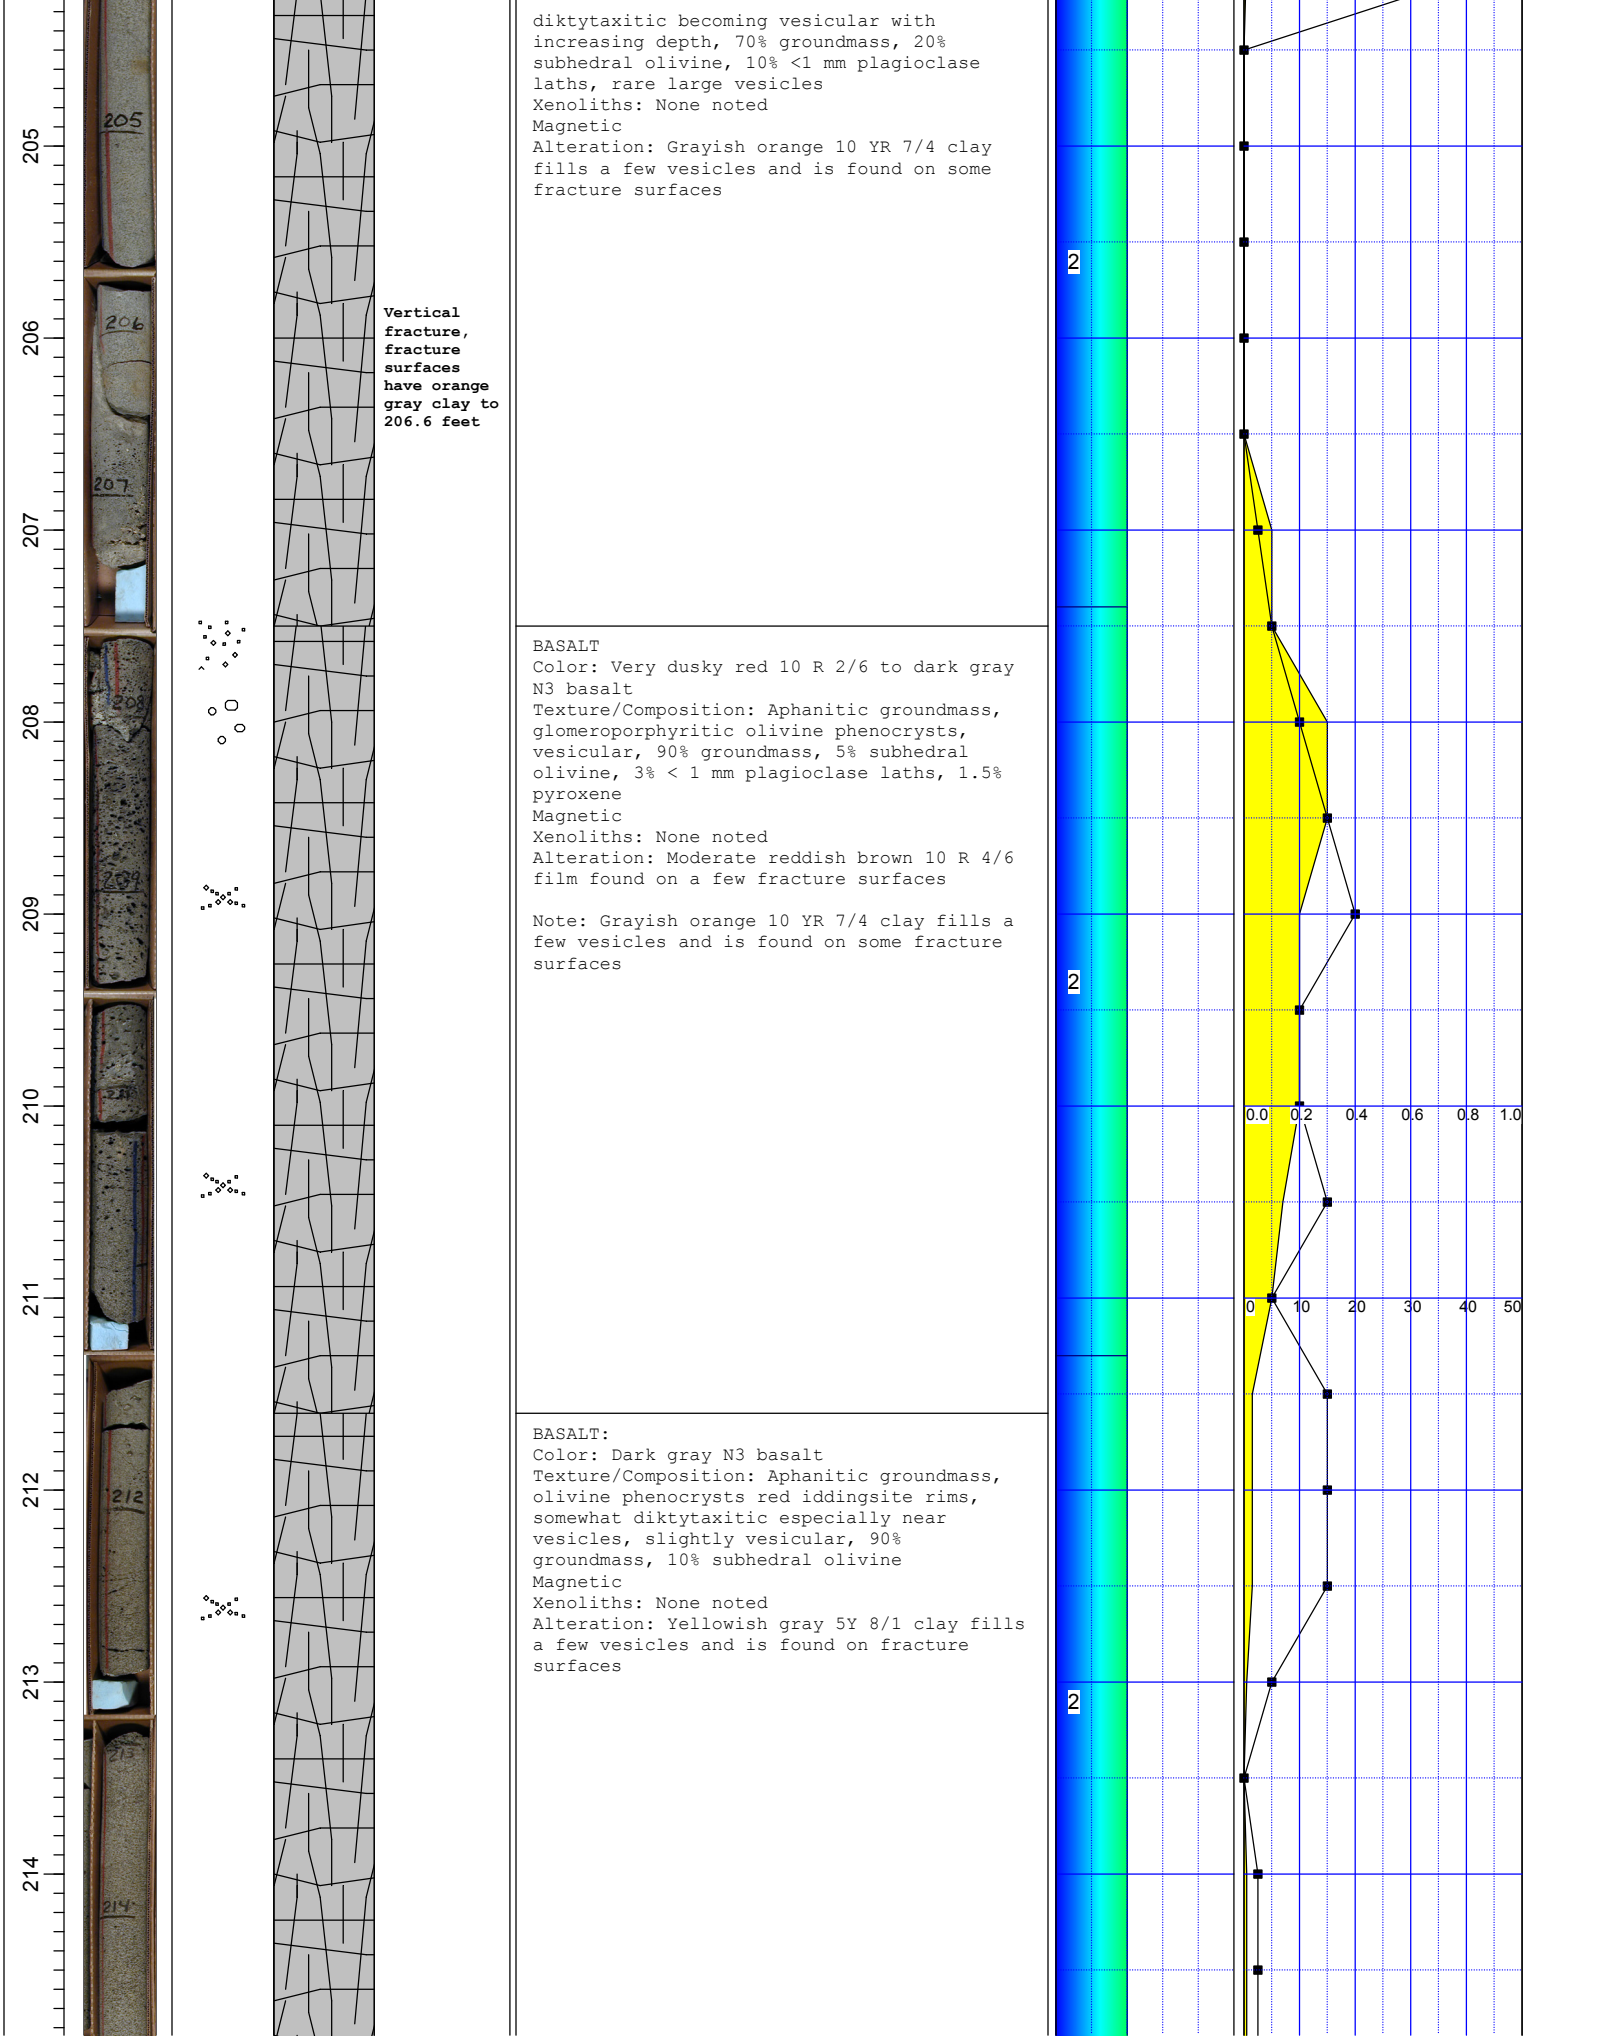 diktytaxitic becoming vesicular with
increasing depth, 70% groundmass, 20%
subhedral olivine, 10% <1 mm plagioclase
laths, rare large vesicles
Xenoliths: None noted
Magnetic
Alteration: Grayish orange 10 YR 7/4 clay
fills a few vesicles and is found on some
fracture surfaces
205
205
2
Vertical
fracture,
fracture
surfaces
have orange
gray clay to
206.6 feet
206
206
207
207
BASALT
Color: Very dusky red 10 R 2/6 to dark gray
N3 basalt
Texture/Composition: Aphanitic groundmass,
glomeroporphyritic olivine phenocrysts,
vesicular, 90% groundmass, 5% subhedral
olivine, 3% < 1 mm plagioclase laths, 1.5%
pyroxene
Magnetic
Xenoliths: None noted
Alteration: Moderate reddish brown 10 R 4/6
film found on a few fracture surfaces
Note: Grayish orange 10 YR 7/4 clay fills a
few vesicles and is found on some fracture
surfaces
208
208
209
209
2
210
0.0 0.2 0.4 0.6 0.8 1.0
211
0 10 20 30 40 50
BASALT:
Color: Dark gray N3 basalt
Texture/Composition: Aphanitic groundmass,
olivine phenocrysts red iddingsite rims,
somewhat diktytaxitic especially near
vesicles, slightly vesicular, 90%
groundmass, 10% subhedral olivine
Magnetic
Xenoliths: None noted
Alteration: Yellowish gray 5Y 8/1 clay fills
a few vesicles and is found on fracture
surfaces
212
212
213
213
2
214
214